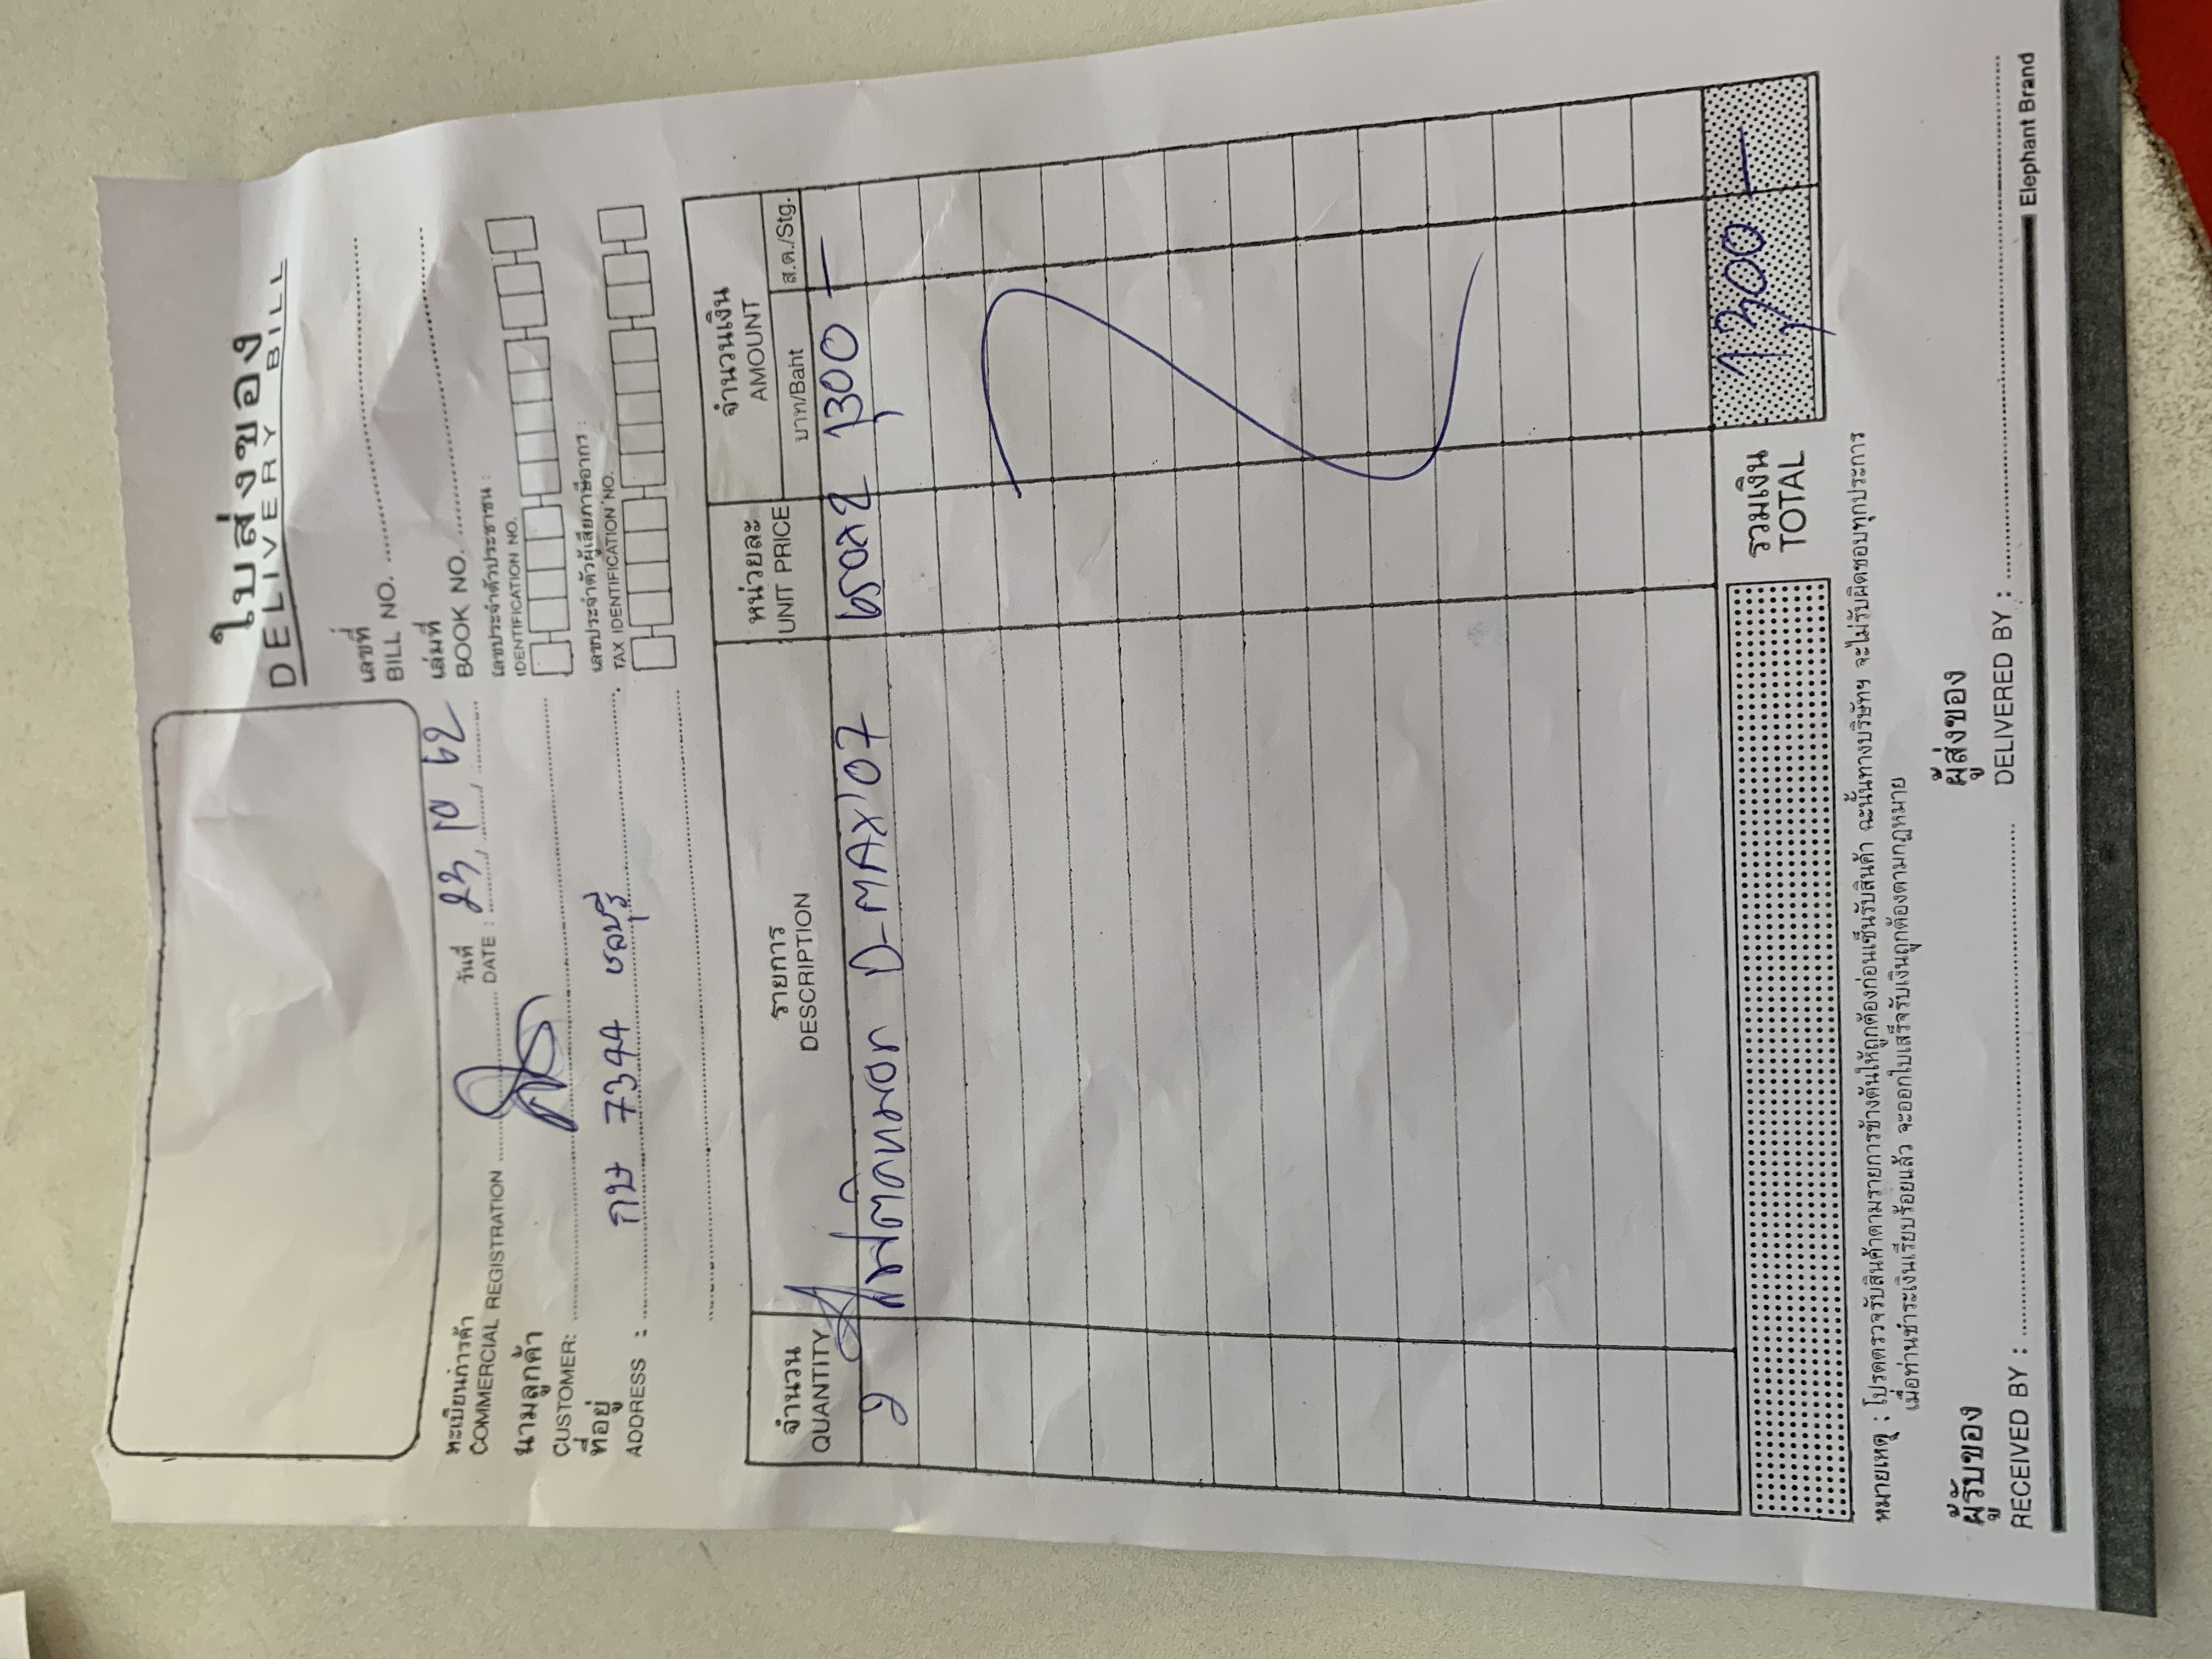 ใบส่งของ
DELIVERY BILL
เลขที่
BILL NO.
เล่มที่
BOOK NO.
ทะเบียนการค้า
COMMERCIAL REGISTRATION
วันที่
DATE : 23 / 10 / 62
เลขประจำตัวประชาชน :
IDENTIFICATION NO.
นามลูกค้า
CUSTOMER:
เลขประจำตัวผู้เสียภาษีอากร :
TAX IDENTIFICATION NO.
ที่อยู่
ADDRESS : กษ 7344 ชลบุรี
จำนวน รายการ หน่วยละ จำนวนเงิน
QUANTITY DESCRIPTION UNIT PRICE AMOUNT
บาท/Baht ส.ต./Stg.
2 D-MAX'07 650x2 1,300 -
รวมเงิน
TOTAL 1,300 -
หมายเหตุ : โปรดตรวจรับสินค้าตามรายการข้างต้นให้ถูกต้องก่อนเซ็นรับสินค้า ฉะนั้นทางบริษัทฯ จะไม่รับผิดชอบทุกประการ
เมื่อท่านชำระเงินเรียบร้อยแล้ว จะออกใบเสร็จรับเงินถูกต้องตามกฎหมาย
ผู้รับของ ผู้ส่งของ
RECEIVED BY : DELIVERED BY :
Elephant Brand